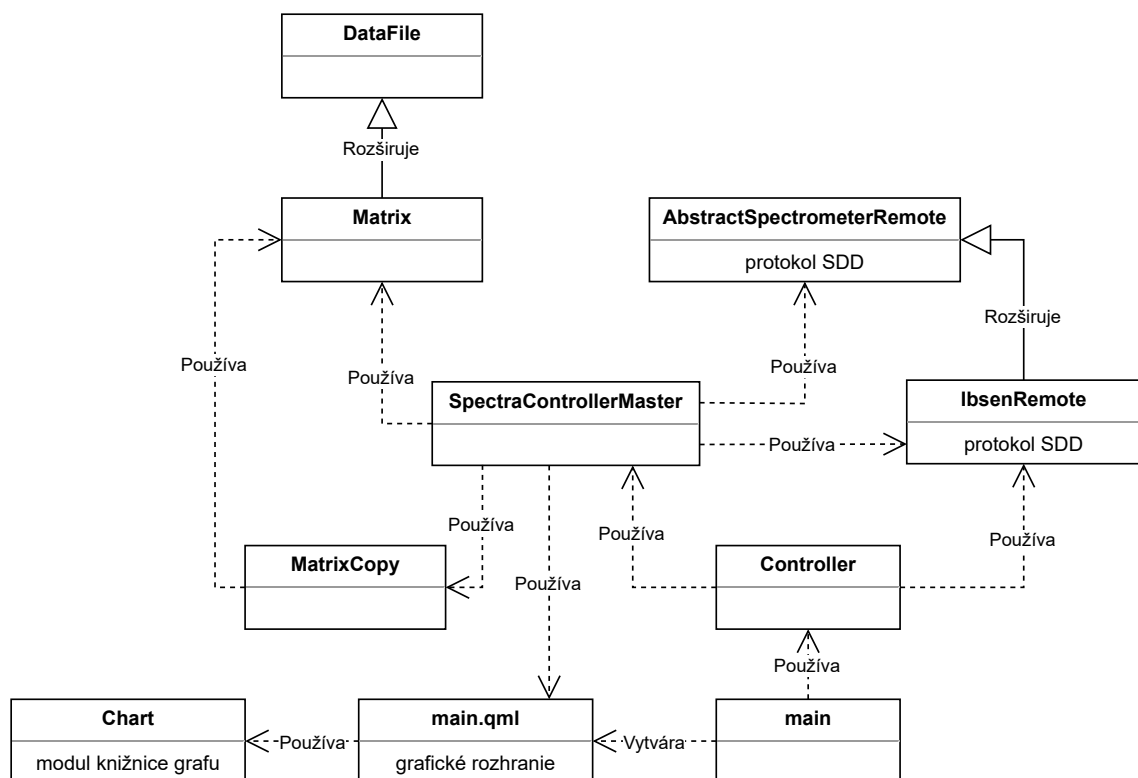 DataFile
Rozširuje
Matrix
AbstractSpectrometerRemote
protokol SDD
Rozširuje
Používa
Používa
Používa
SpectraControllerMaster
IbsenRemote
Používa
protokol SDD
Používa
Používa
Používa
MatrixCopy
Používa
Controller
Používa
Chart
main.qml
main
modul knižnice grafu
Používa
grafické rozhranie
Vytvára